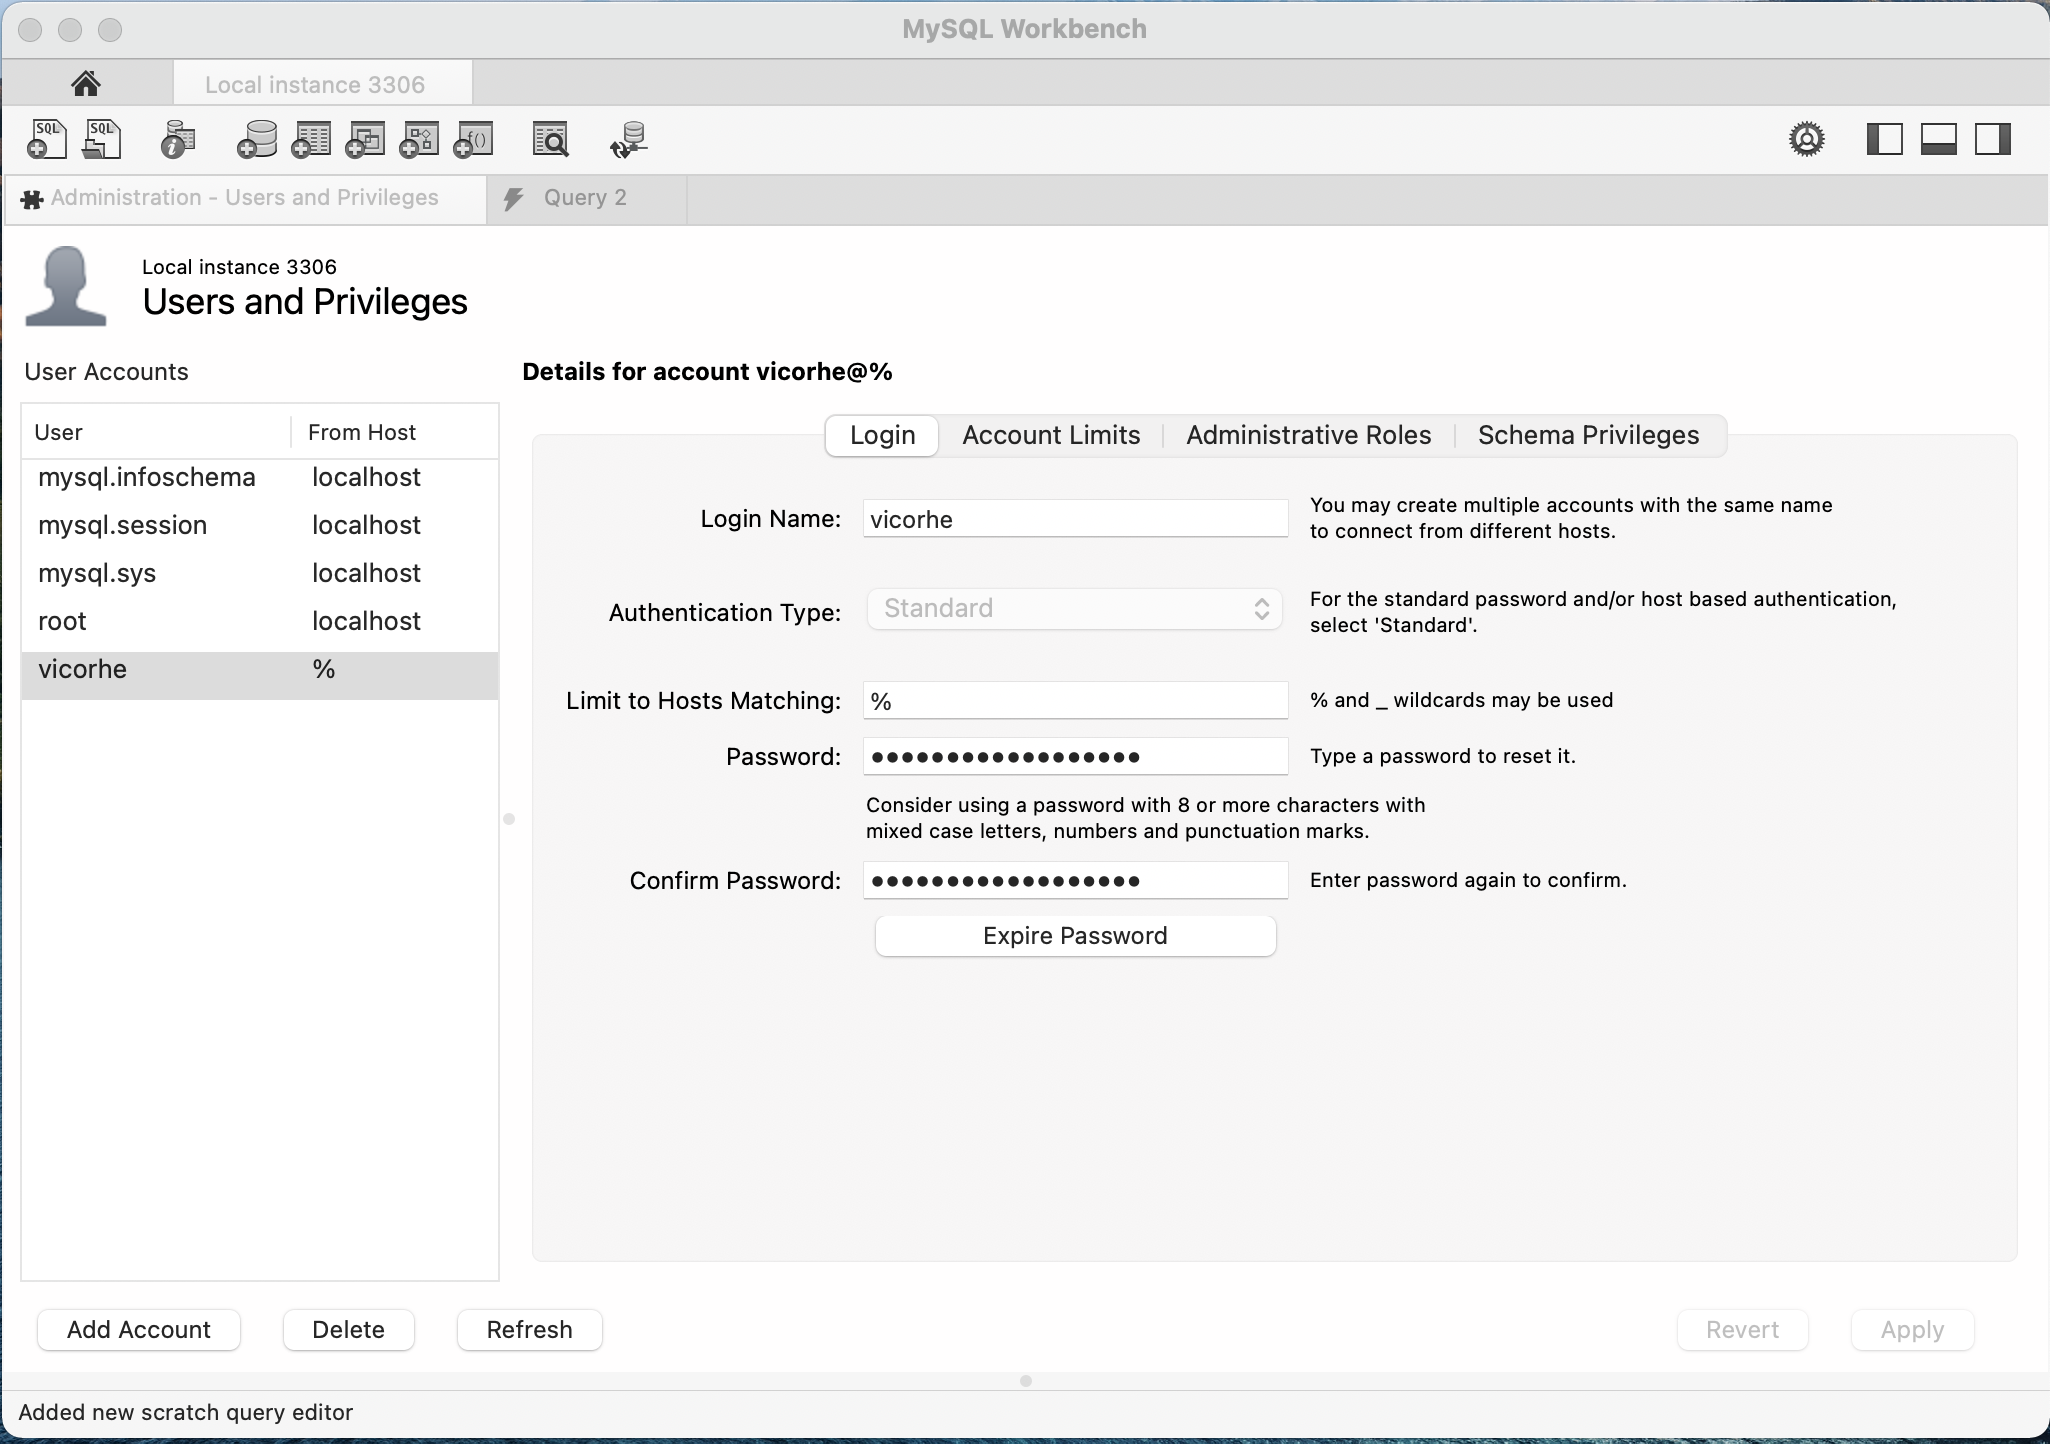 MySQL Workbench
Local instance 3306
SQL SQL i f()
Administration - Users and Privileges
Query 2
Local instance 3306
Users and Privileges
User Accounts
Details for account vicorhe@%
User From Host
mysql.infoschema localhost
mysql.session localhost
mysql.sys localhost
root localhost
vicorhe %
Login Account Limits Administrative Roles Schema Privileges
Login Name: vicorhe
You may create multiple accounts with the same name
to connect from different hosts.
Authentication Type: Standard
For the standard password and/or host based authentication,
select 'Standard'.
Limit to Hosts Matching: % % and _ wildcards may be used
Password: ●●●●●●●●●●●●●●●●●● Type a password to reset it.
Consider using a password with 8 or more characters with
mixed case letters, numbers and punctuation marks.
Confirm Password: ●●●●●●●●●●●●●●●●●● Enter password again to confirm.
Expire Password
Add Account Delete Refresh Revert Apply
Added new scratch query editor